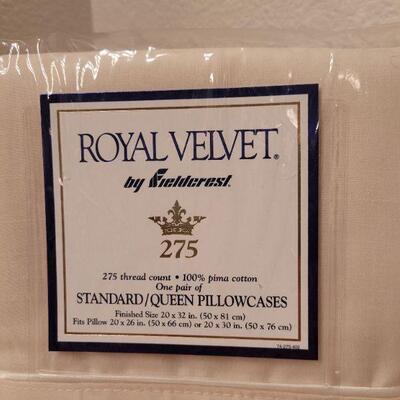 ROYAL VELVET®
by Fieldcrest®
275
275 thread count • 100% pima cotton
One pair of
STANDARD/QUEEN PILLOWCASES
Finished Size 20 x 32 in. (50 x 81 cm)
Fits Pillow 20 x 26 in. (50 x 66 cm) or 20 x 30 in. (50 x 76 cm)